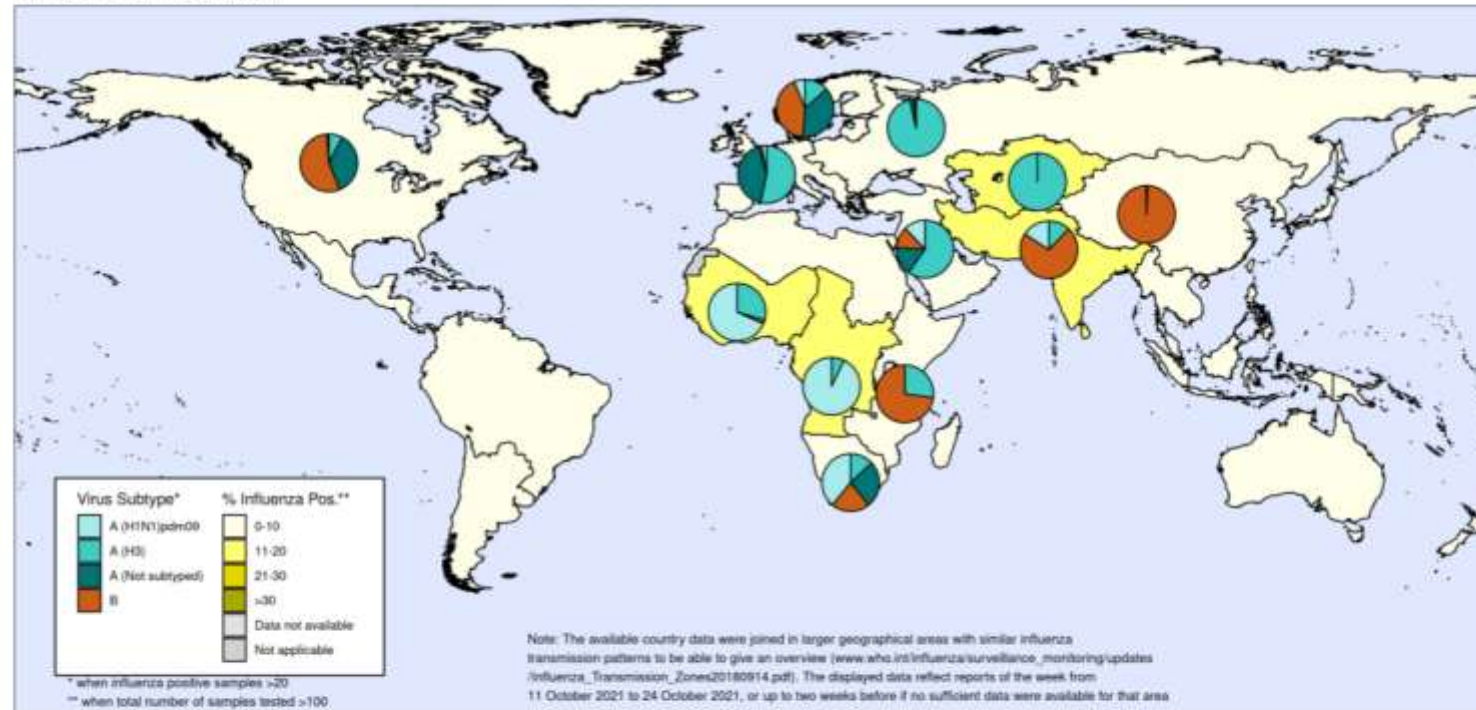 Virus Subtype*
A (H1N1)pdm09
A (H3)
A (Not subtyped)
B
% Influenza Pos.**
0-10
11-20
21-30
>30
Data not available
Not applicable
* when influenza positive samples >20
** when total number of samples tested >100
Note: The available country data were joined in larger geographical areas with similar influenza
transmission patterns to be able to give an overview (www.who.int/influenza/surveillance_monitoring/updates
/Influenza_Transmission_Zones20180914.pdf). The displayed data reflect reports of the week from
11 October 2021 to 24 October 2021, or up to two weeks before if no sufficient data were available for that area